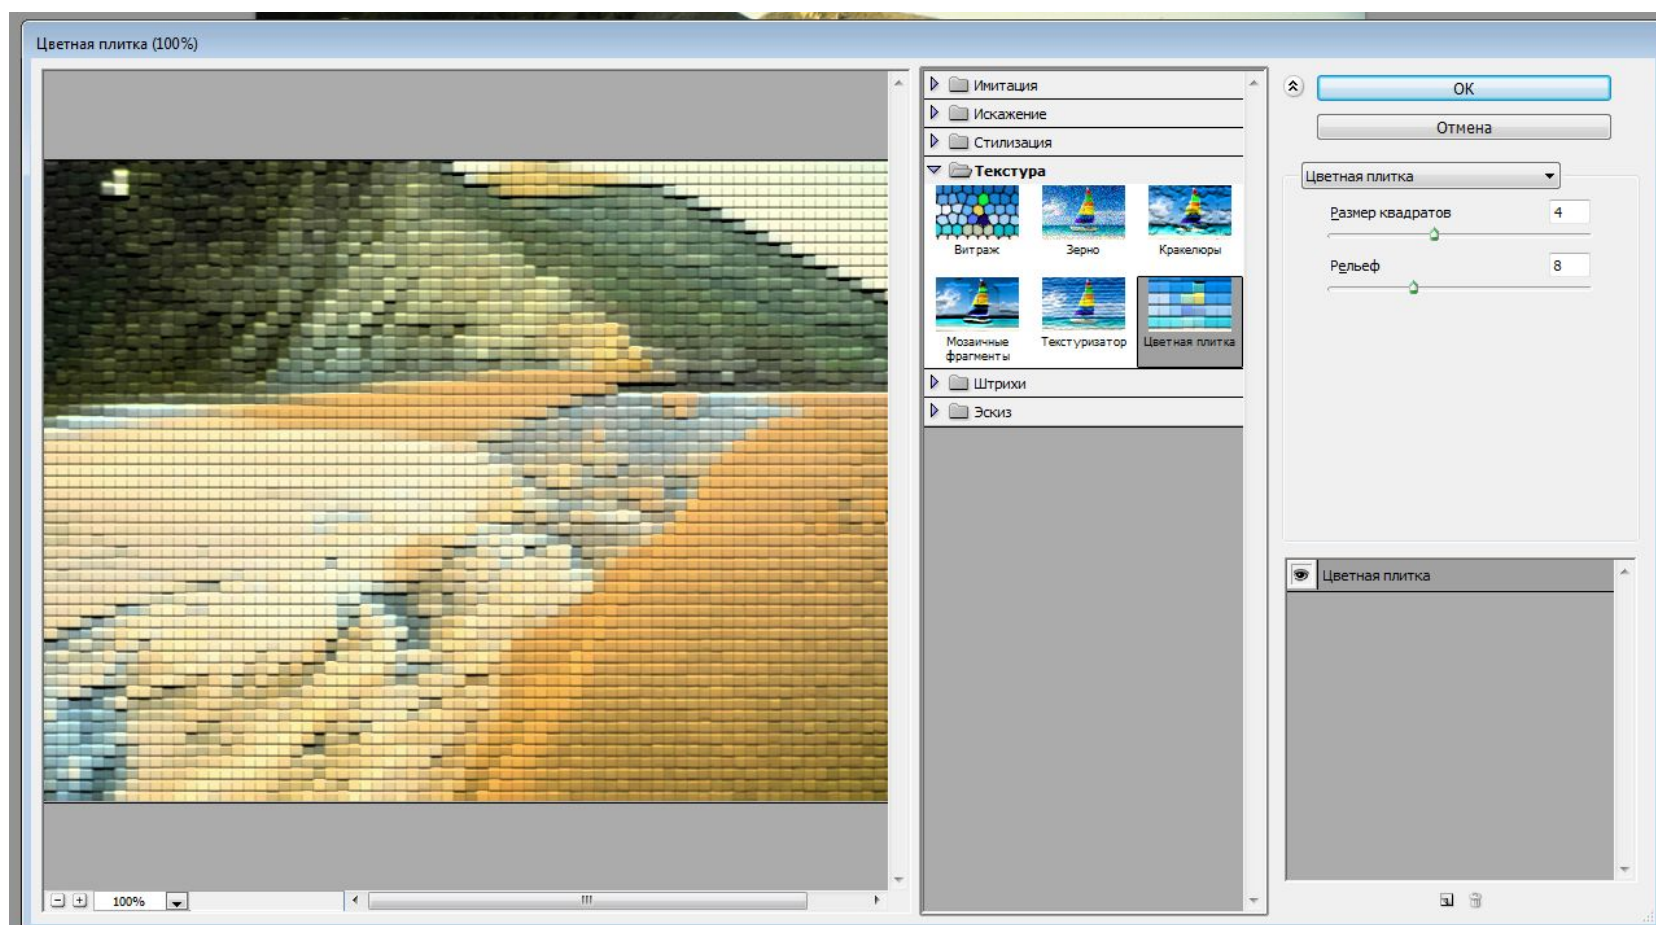 Цветная плитка (100%)
Имитация
Искажение
Стилизация
Текстура
Витраж
Зерно
Кракелюры
Мозаичные
фрагменты
Текстуризатор
Цветная плитка
Штрихи
Эскиз
OK
Отмена
Цветная плитка
Размер квадратов 4
Рельеф 8
Цветная плитка
100%